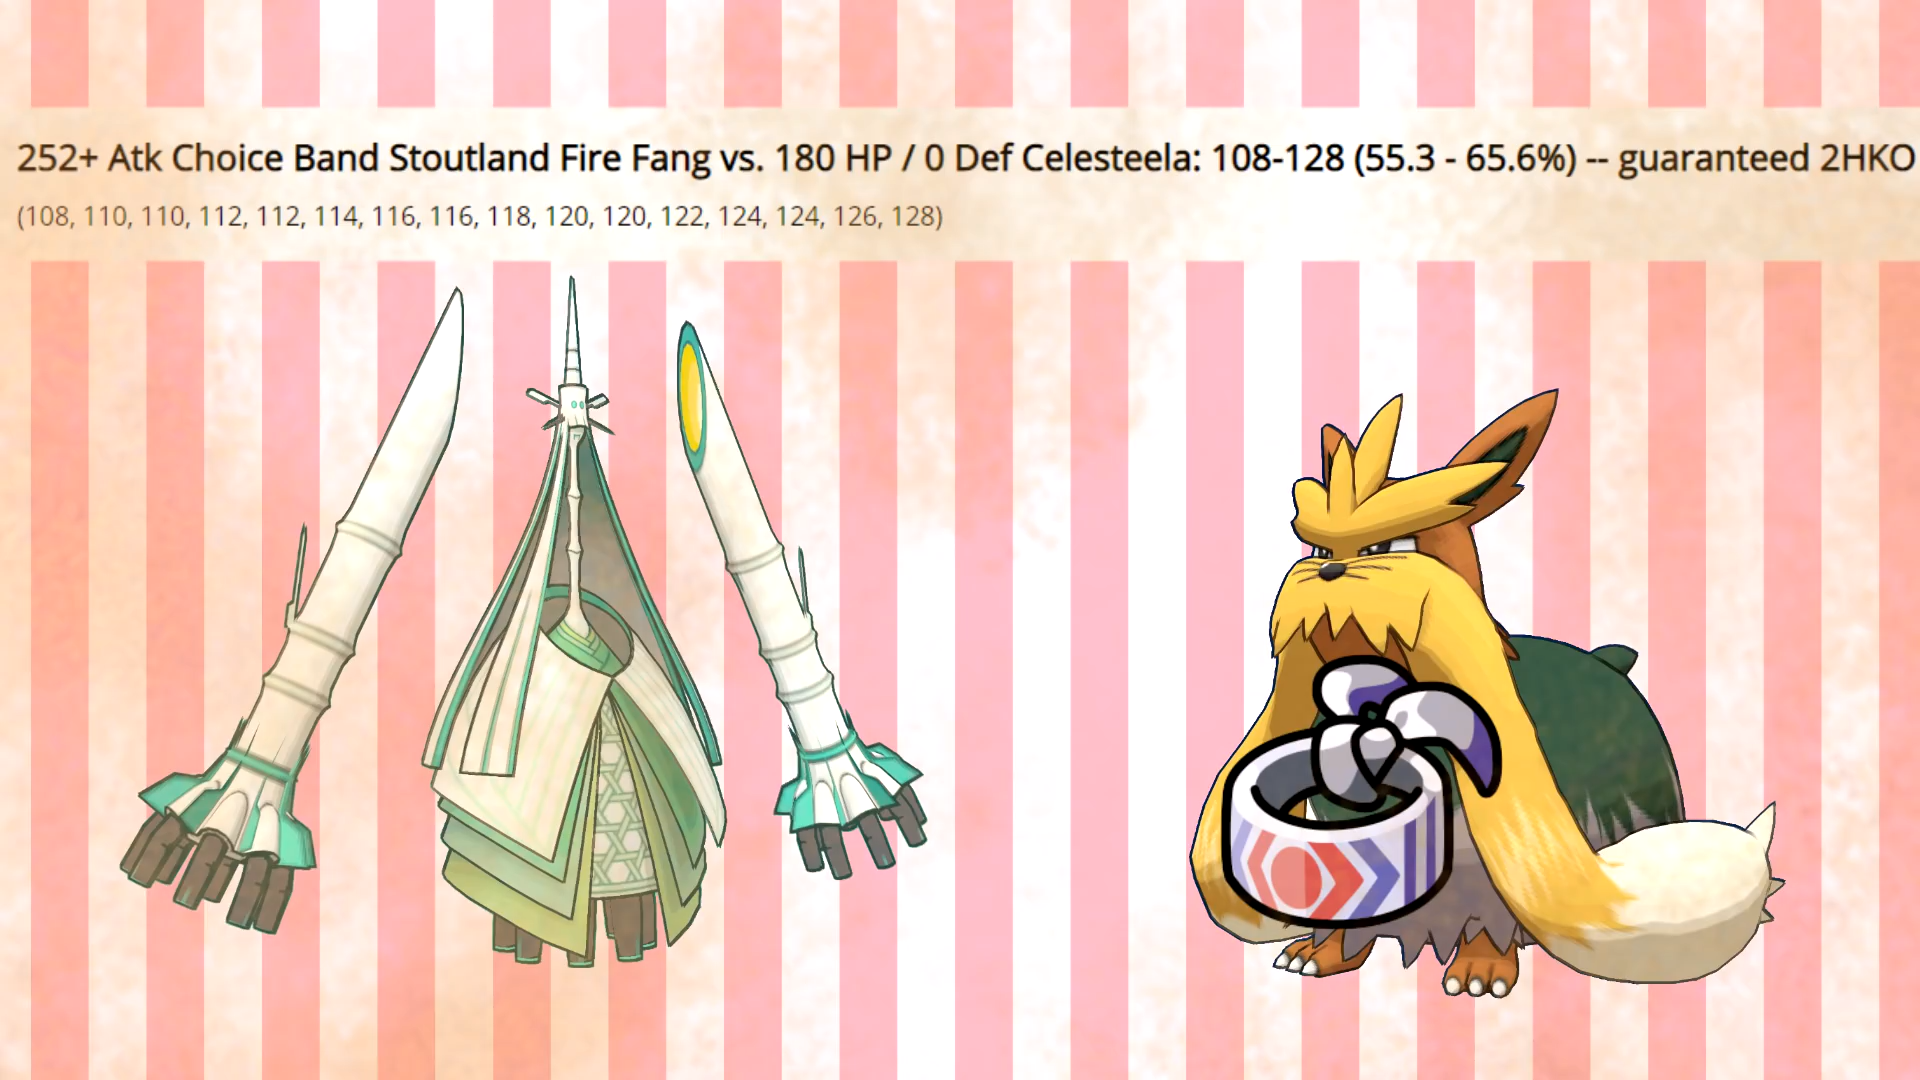 252+ Atk Choice Band Stoutland Fire Fang vs. 180 HP / 0 Def Celesteela: 108-128 (55.3 - 65.6%) -- guaranteed 2HKO
(108, 110, 110, 112, 112, 114, 116, 116, 118, 120, 120, 122, 124, 124, 126, 128)